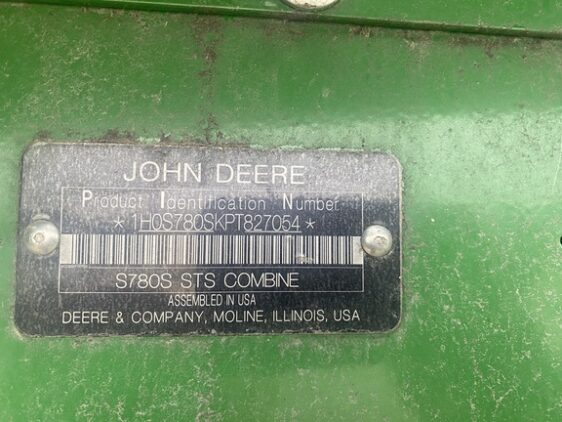 JOHN DEERE
Product Identification Number
*1H0S780SKPT827054*
S780S STS COMBINE
ASSEMBLED IN USA
DEERE & COMPANY, MOLINE, ILLINOIS, USA